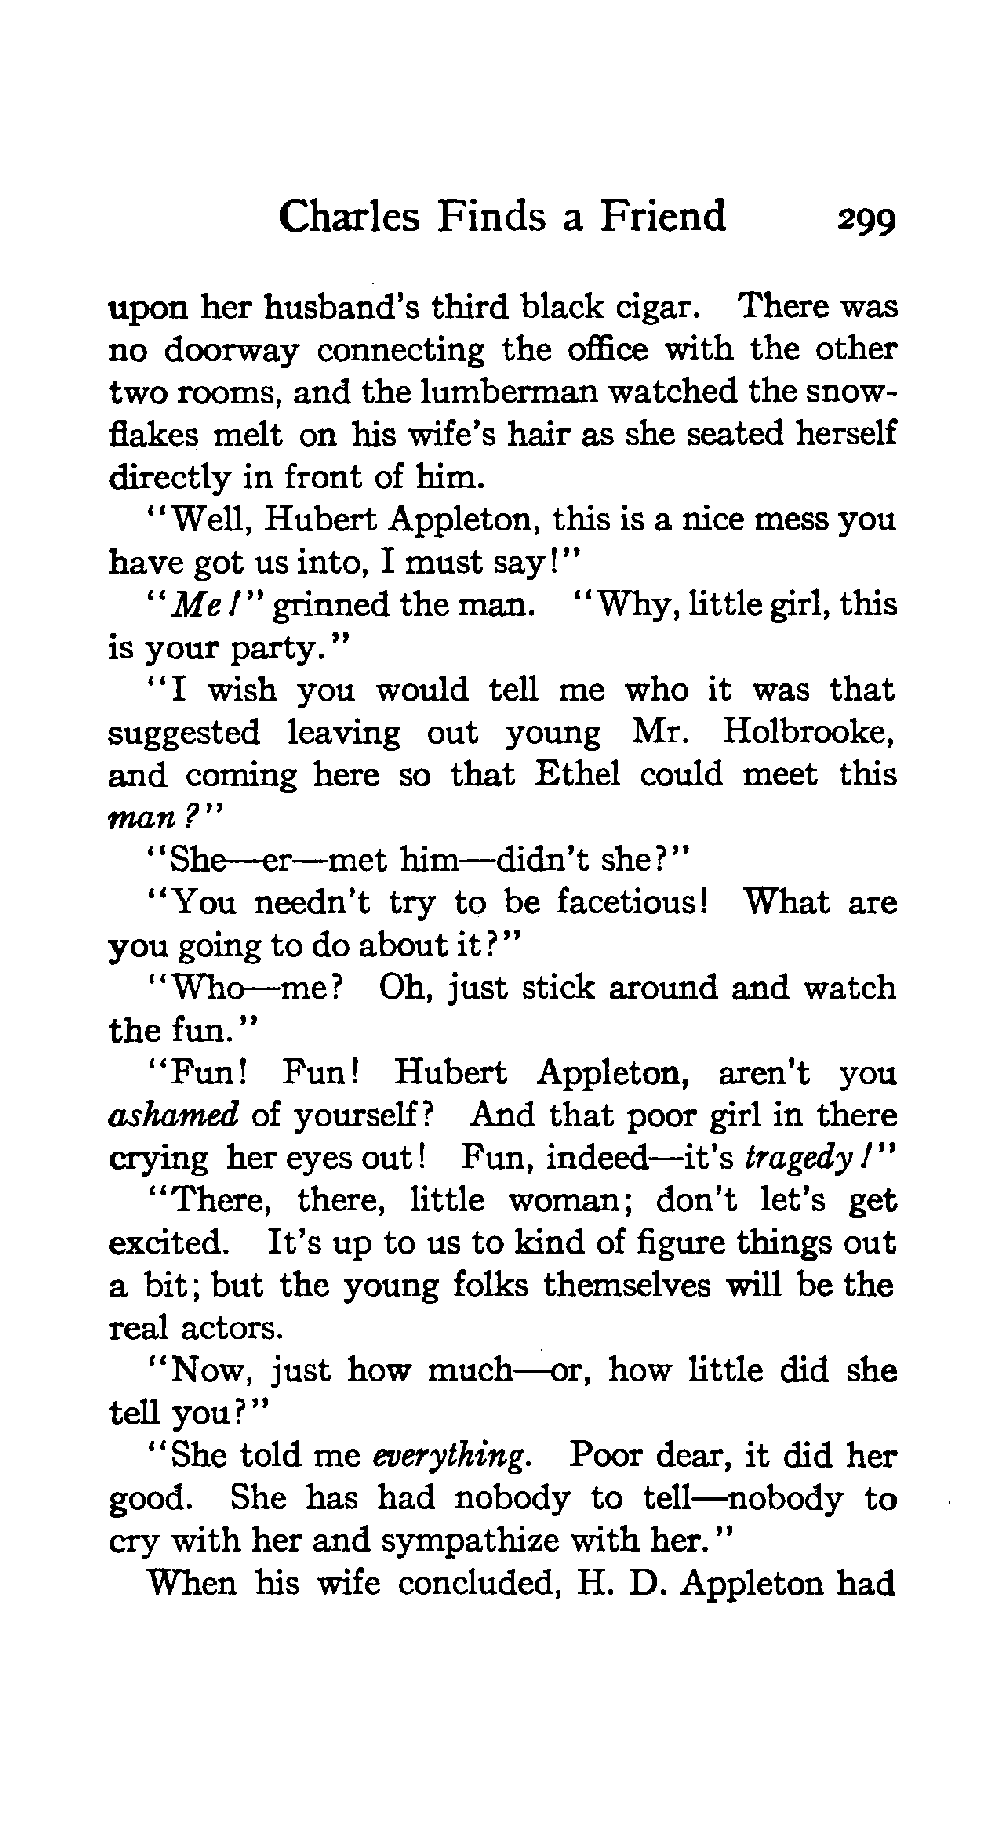 Charles Finds a Friend 299
upon her husband's third black cigar. There was
no doorway connecting the office with the other
two rooms, and the lumberman watched the snow-
flakes melt on his wife's hair as she seated herself
directly in front of him.
"Well, Hubert Appleton, this is a nice mess you
have got us into, I must say!"
"Me!" grinned the man. "Why, little girl, this
is your party."
"I wish you would tell me who it was that
suggested leaving out young Mr. Holbrooke,
and coming here so that Ethel could meet this
man?"
"She—er—met him—didn't she?"
"You needn't try to be facetious! What are
you going to do about it?"
"Who—me? Oh, just stick around and watch
the fun."
"Fun! Fun! Hubert Appleton, aren't you
ashamed of yourself? And that poor girl in there
crying her eyes out! Fun, indeed—it's tragedy!"
"There, there, little woman; don't let's get
excited. It's up to us to kind of figure things out
a bit; but the young folks themselves will be the
real actors.
"Now, just how much—or, how little did she
tell you?"
"She told me everything. Poor dear, it did her
good. She has had nobody to tell—nobody to
cry with her and sympathize with her."
When his wife concluded, H. D. Appleton had